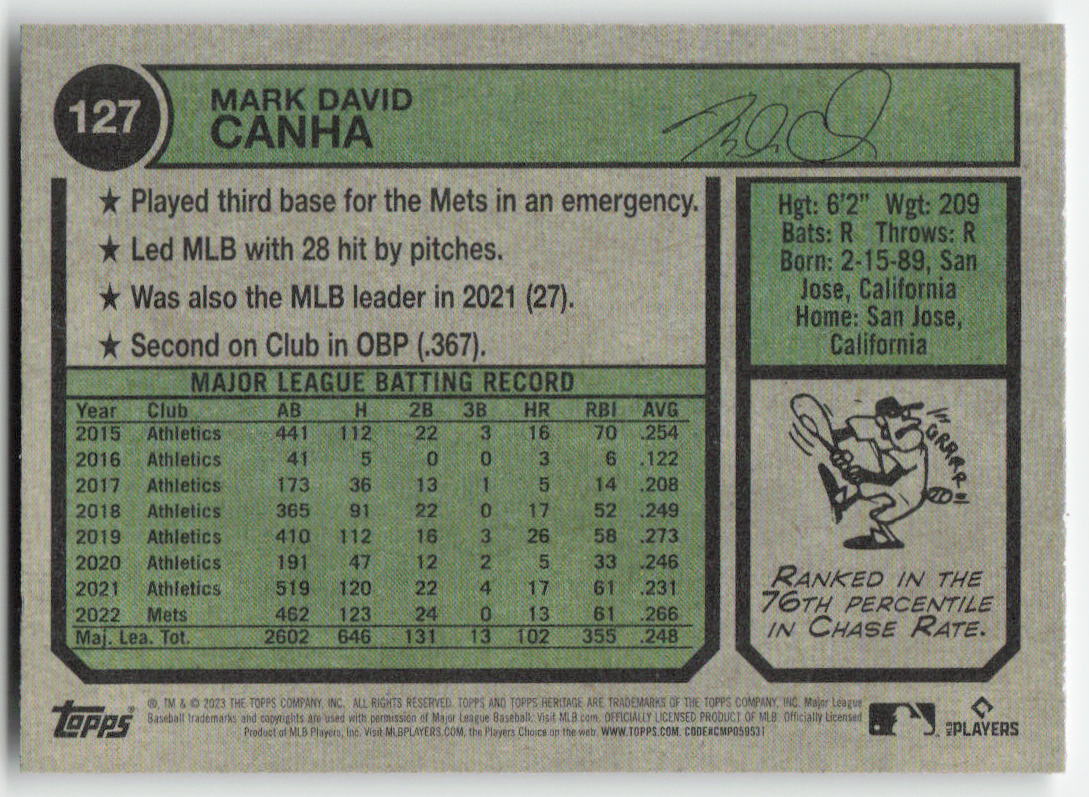 127
MARK DAVID
CANHA
★ Played third base for the Mets in an emergency.
★ Led MLB with 28 hit by pitches.
★ Was also the MLB leader in 2021 (27).
★ Second on Club in OBP (.367).
MAJOR LEAGUE BATTING RECORD
Year Club AB H 2B 3B HR RBI AVG
2015 Athletics 441 112 22 3 16 70 .254
2016 Athletics 41 5 0 0 3 6 .122
2017 Athletics 173 36 13 1 5 14 .208
2018 Athletics 365 91 22 0 17 52 .249
2019 Athletics 410 112 16 3 26 58 .273
2020 Athletics 191 47 12 2 5 33 .246
2021 Athletics 519 120 22 4 17 61 .231
2022 Mets 462 123 24 0 13 61 .266
Maj. Lea. Tot. 2602 646 131 13 102 355 .248
Hgt: 6'2" Wgt: 209
Bats: R Throws: R
Born: 2-15-89, San
Jose, California
Home: San Jose,
California
GRRRR
RANKED IN THE
76TH PERCENTILE
IN CHASE RATE.
Topps®
®, TM & © 2023 THE TOPPS COMPANY, INC. ALL RIGHTS RESERVED. TOPPS AND TOPPS HERITAGE ARE TRADEMARKS OF THE TOPPS COMPANY, INC. Major League
Baseball trademarks and copyrights are used with permission of Major League Baseball. Visit MLB.com. OFFICIALLY LICENSED PRODUCT OF MLB. Officially Licensed
Product of MLB Players, Inc. Visit MLBPLAYERS.COM, the Players Choice on the web. WWW.TOPPS.COM. CODE#CMP059531
MLB PLAYERS